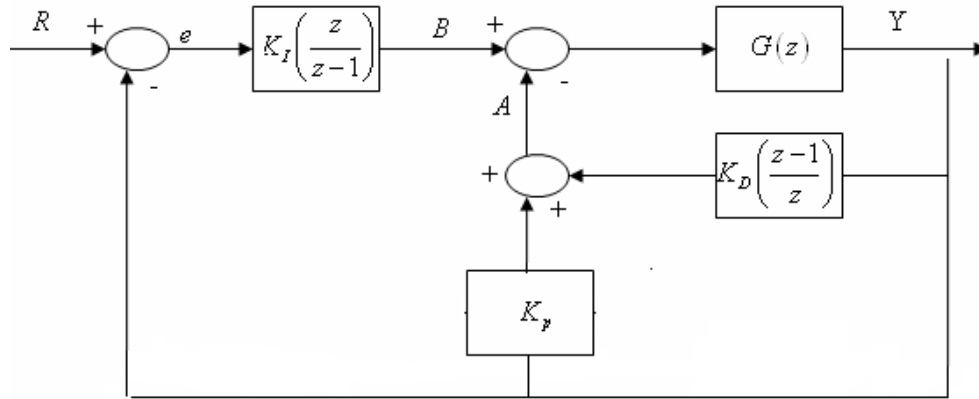 R + e - K_I(z/(z-1)) B + - G(z) Y
A
+ + K_D((z-1)/z)
K_p